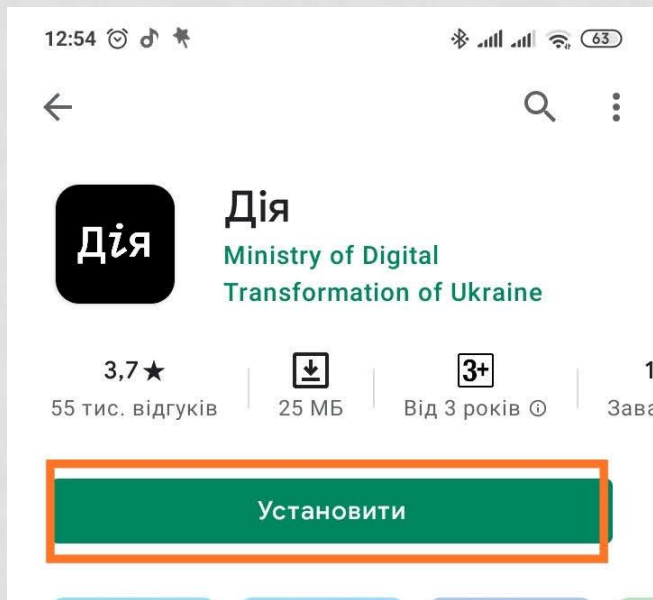 12:54
63
Дія
Дія
Ministry of Digital
Transformation of Ukraine
3,7★
3+
55 тис. відгуків
25 МБ
Від 3 років
Установити